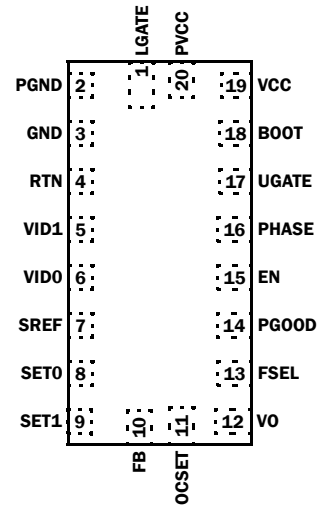 LGATE PVCC
1 20
PGND 2 19 VCC
GND 3 18 BOOT
RTN 4 17 UGATE
VID1 5 16 PHASE
VID0 6 15 EN
SREF 7 14 PGOOD
SET0 8 13 FSEL
SET1 9 10 11 12 VO
FB OCSET